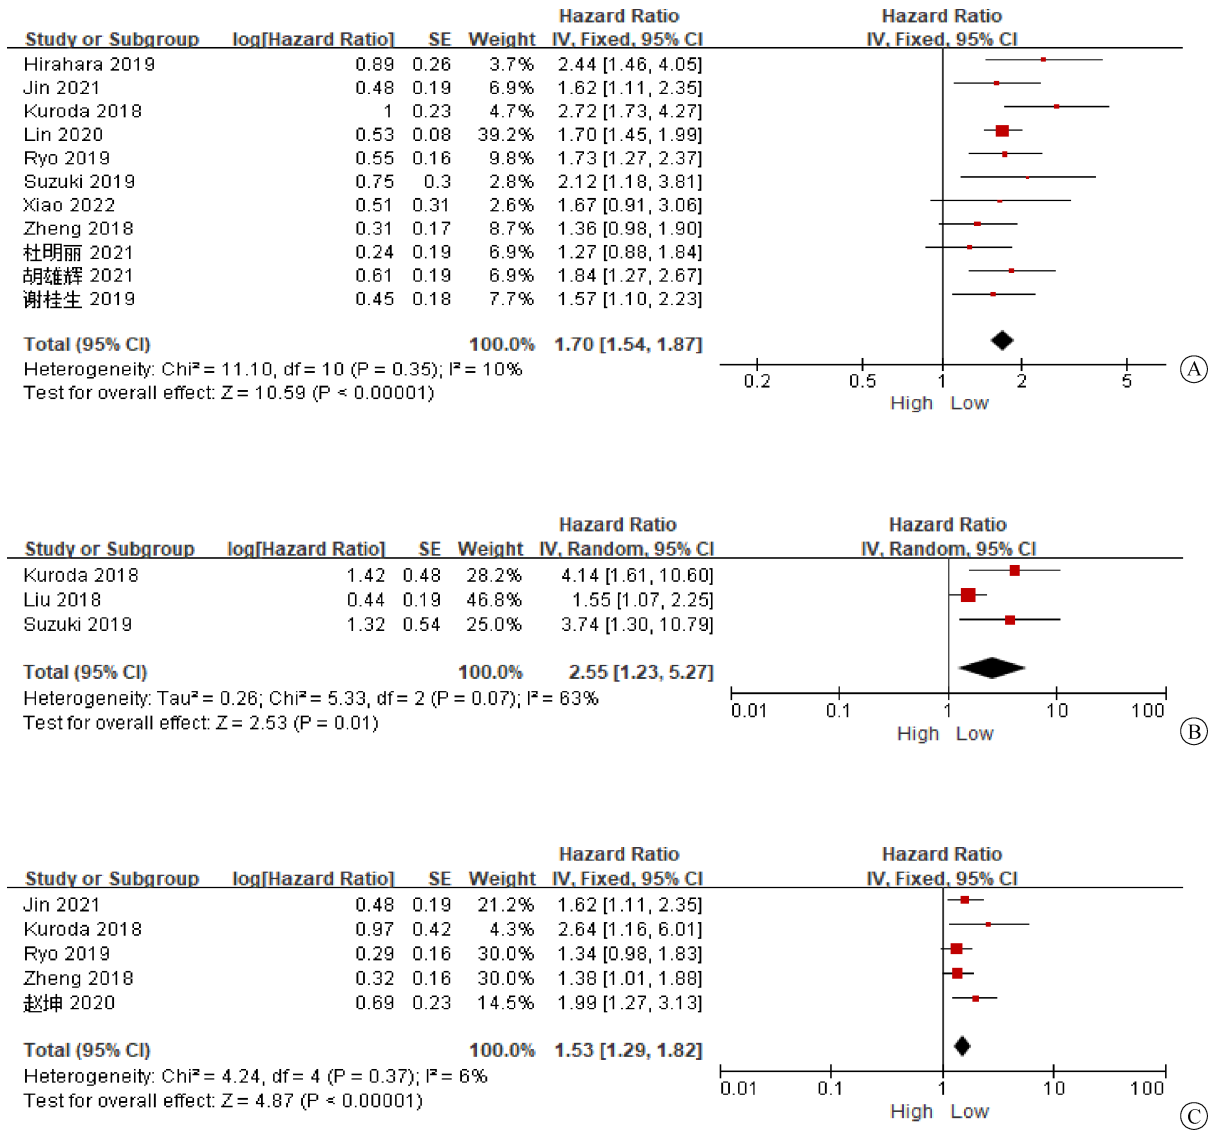 Hazard Ratio Hazard Ratio
Study or Subgroup log[Hazard Ratio] SE Weight IV, Fixed, 95% CI IV, Fixed, 95% CI
Hirahara 2019 0.89 0.26 3.7% 2.44 [1.46, 4.05]
Jin 2021 0.48 0.19 6.9% 1.62 [1.11, 2.35]
Kuroda 2018 1 0.23 4.7% 2.72 [1.73, 4.27]
Lin 2020 0.53 0.08 39.2% 1.70 [1.45, 1.99]
Ryo 2019 0.55 0.16 9.8% 1.73 [1.27, 2.37]
Suzuki 2019 0.75 0.3 2.8% 2.12 [1.18, 3.81]
Xiao 2022 0.51 0.31 2.6% 1.67 [0.91, 3.06]
Zheng 2018 0.31 0.17 8.7% 1.36 [0.98, 1.90]
杜明丽 2021 0.24 0.19 6.9% 1.27 [0.88, 1.84]
胡雄辉 2021 0.61 0.19 6.9% 1.84 [1.27, 2.67]
谢桂生 2019 0.45 0.18 7.7% 1.57 [1.10, 2.23]
Total (95% CI) 100.0% 1.70 [1.54, 1.87]
Heterogeneity: Chi² = 11.10, df = 10 (P = 0.35); I² = 10%
Test for overall effect: Z = 10.59 (P < 0.00001)
0.2 0.5 1 2 5
High Low
Ⓐ
Hazard Ratio Hazard Ratio
Study or Subgroup log[Hazard Ratio] SE Weight IV, Random, 95% CI IV, Random, 95% CI
Kuroda 2018 1.42 0.48 28.2% 4.14 [1.61, 10.60]
Liu 2018 0.44 0.19 46.8% 1.55 [1.07, 2.25]
Suzuki 2019 1.32 0.54 25.0% 3.74 [1.30, 10.79]
Total (95% CI) 100.0% 2.55 [1.23, 5.27]
Heterogeneity: Tau² = 0.26; Chi² = 5.33, df = 2 (P = 0.07); I² = 63%
Test for overall effect: Z = 2.53 (P = 0.01)
0.01 0.1 1 10 100
High Low
Ⓑ
Hazard Ratio Hazard Ratio
Study or Subgroup log[Hazard Ratio] SE Weight IV, Fixed, 95% CI IV, Fixed, 95% CI
Jin 2021 0.48 0.19 21.2% 1.62 [1.11, 2.35]
Kuroda 2018 0.97 0.42 4.3% 2.64 [1.16, 6.01]
Ryo 2019 0.29 0.16 30.0% 1.34 [0.98, 1.83]
Zheng 2018 0.32 0.16 30.0% 1.38 [1.01, 1.88]
赵坤 2020 0.69 0.23 14.5% 1.99 [1.27, 3.13]
Total (95% CI) 100.0% 1.53 [1.29, 1.82]
Heterogeneity: Chi² = 4.24, df = 4 (P = 0.37); I² = 6%
Test for overall effect: Z = 4.87 (P < 0.00001)
0.01 0.1 1 10 100
High Low
Ⓒ